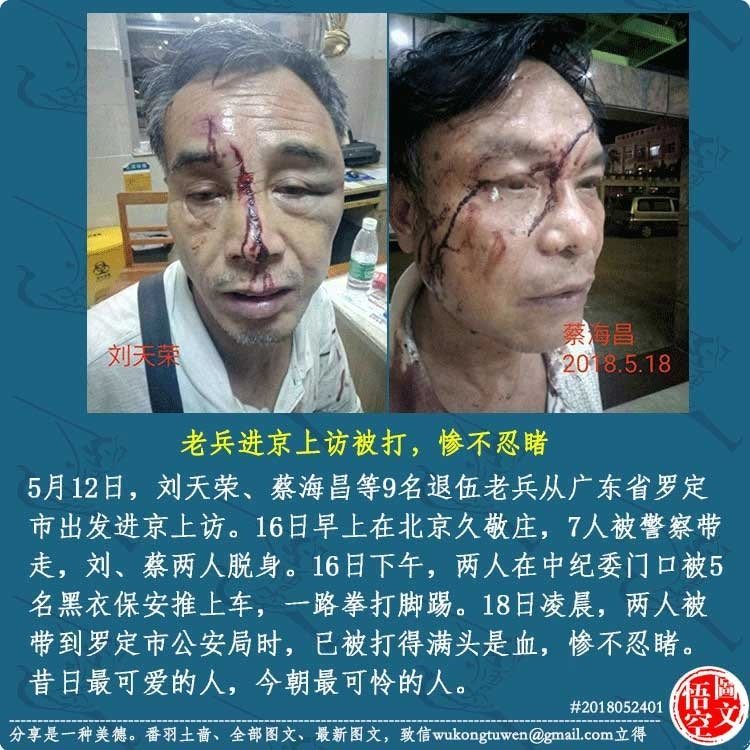 刘天荣
蔡海昌
2018.5.18
老兵进京上访被打，惨不忍睹
5月12日，刘天荣、蔡海昌等9名退伍老兵从广东省罗定
市出发进京上访。16日早上在北京久敬庄，7人被警察带
走，刘、蔡两人脱身。16日下午，两人在中纪委门口被5
名黑衣保安推上车，一路拳打脚踢。18日凌晨，两人被
带到罗定市公安局时，已被打得满头是血，惨不忍睹。
昔日最可爱的人，今朝最可怜的人。
#2018052401
悟空圖文
分享是一种美德。番羽土啬、全部图文、最新图文，致信wukongtuwen@gmail.com立得